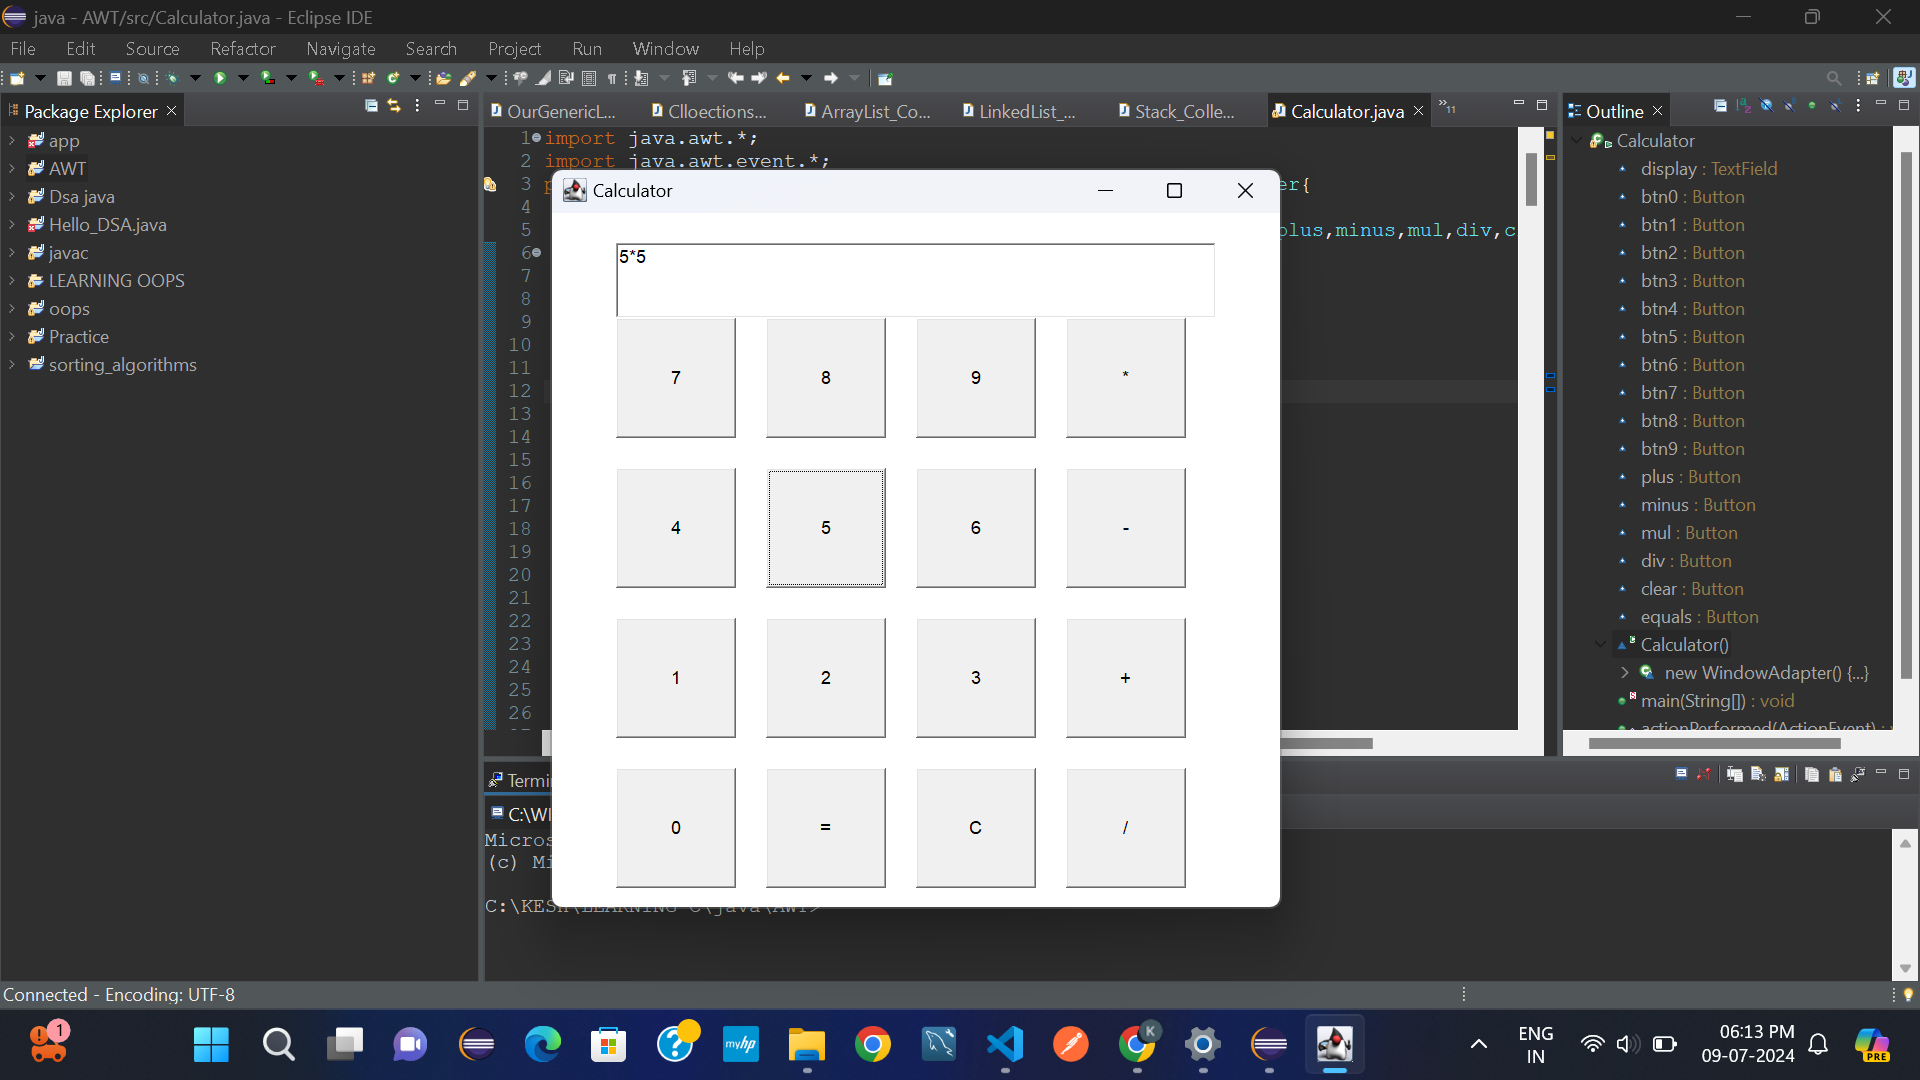 java - AWT/src/Calculator.java - Eclipse IDE
File Edit Source Refactor Navigate Search Project Run Window Help
Package Explorer
app
AWT
Dsa java
Hello_DSA.java
javac
LEARNING OOPS
oops
Practice
sorting_algorithms
OurGenericL... Clloections... ArrayList_Co... LinkedList_... Stack_Colle... Calculator.java »11
1 import java.awt.*;
2 import java.awt.event.*;
3 er{
4
5 plus,minus,mul,div,c
6
7
8
9
10
11
12
13
14
15
16
17
18
19
20
21
22
23
24
25
26
Calculator
5*5
7 8 9 *
4 5 6 -
1 2 3 +
0 = C /
Outline
Calculator
display : TextField
btn0 : Button
btn1 : Button
btn2 : Button
btn3 : Button
btn4 : Button
btn5 : Button
btn6 : Button
btn7 : Button
btn8 : Button
btn9 : Button
plus : Button
minus : Button
mul : Button
div : Button
clear : Button
equals : Button
Calculator()
new WindowAdapter() {...}
main(String[]) : void
actionPerformed(ActionEvent) :
Termi
C:\WI
Micros
(c) Mi
C:\KESH\LEARNING C\java\AWT>
Connected - Encoding: UTF-8
1
myhp
K
ENG
IN
06:13 PM
09-07-2024
PRE